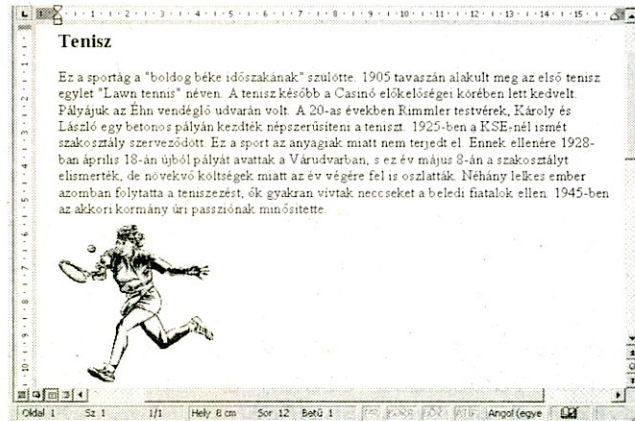 Tenisz
Ez a sportág a "boldog béke időszakának" szülötte. 1905 tavaszán alakult meg az első tenisz
egylet "Lawn tennis" néven. A tenisz később a Casinó előkelőségei körében lett kedvelt.
Pályájuk az Éhn vendéglő udvarán volt. A 20-as években Rimmler testvérek, Károly és
László egy betonos pályán kezdték népszerűsíteni a teniszt. 1925-ben a KSE-nél ismét
szakosztály szerveződött. Ez a sport az anyagiak miatt nem terjedt el. Ennek ellenére 1928-
ban április 18-án újból pályát avattak a Várudvarban, s ez év május 8-án a szakosztályt
elismerték, de növekvő költségek miatt az év végére fel is oszlatták. Néhány lelkes ember
azomban folytatta a teniszezést, ők gyakran vívtak neccseket a beledi fiatalok ellen. 1945-ben
az akkori kormány úri passziónak minősitette.
Oldal 1 Sz 1 1/1 Hely 8 cm Sor 12 Betű 1 KORR BŐV ÁTÍR Angol (egye